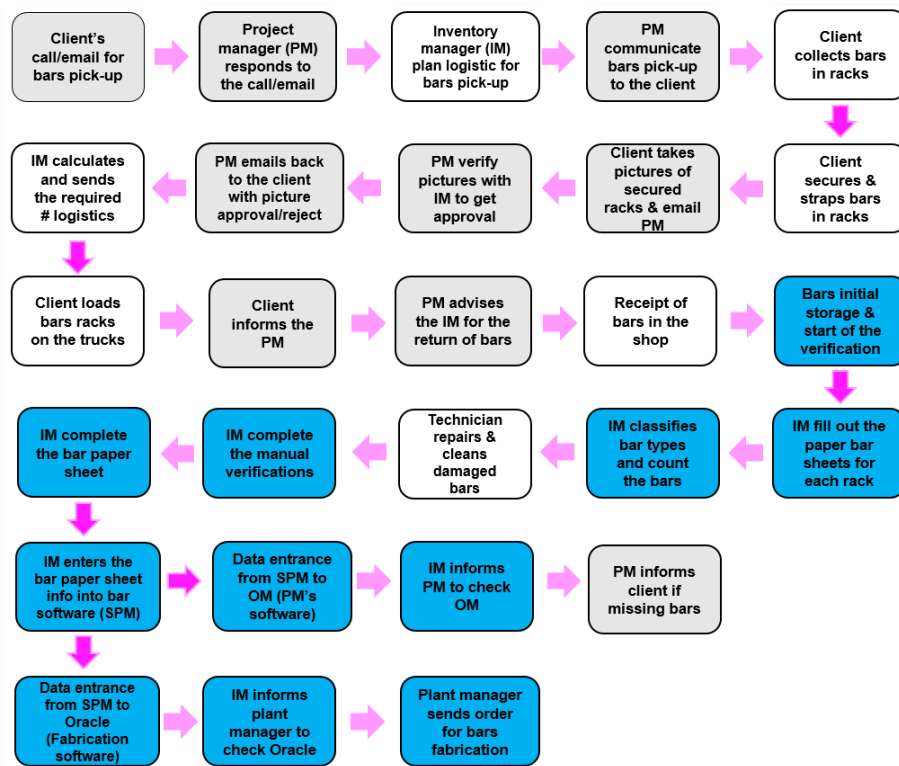 Client's
call/email for
bars pick-up
Project
manager (PM)
responds to
the call/email
Inventory
manager (IM)
plan logistic for
bars pick-up
PM
communicate
bars pick-up
to the client
Client
collects bars
in racks
IM calculates
and sends
the required
# logistics
PM emails back
to the client
with picture
approval/reject
PM verify
pictures with
IM to get
approval
Client takes
pictures of
secured
racks & email
PM
Client
secures &
straps bars
in racks
Client loads
bars racks
on the trucks
Client
informs the
PM
PM advises
the IM for the
return of bars
Receipt of
bars in the
shop
Bars initial
storage &
start of the
verification
IM complete
the bar paper
sheet
IM complete
the manual
verifications
Technician
repairs &
cleans
damaged
bars
IM classifies
bar types
and count
the bars
IM fill out the
paper bar
sheets for
each rack
IM enters the
bar paper sheet
info into bar
software (SPM)
Data entrance
from SPM to
OM (PM's
software)
IM informs
PM to check
OM
PM informs
client if
missing bars
Data entrance
from SPM to
Oracle
(Fabrication
software)
IM informs
plant
manager to
check Oracle
Plant manager
sends order
for bars
fabrication